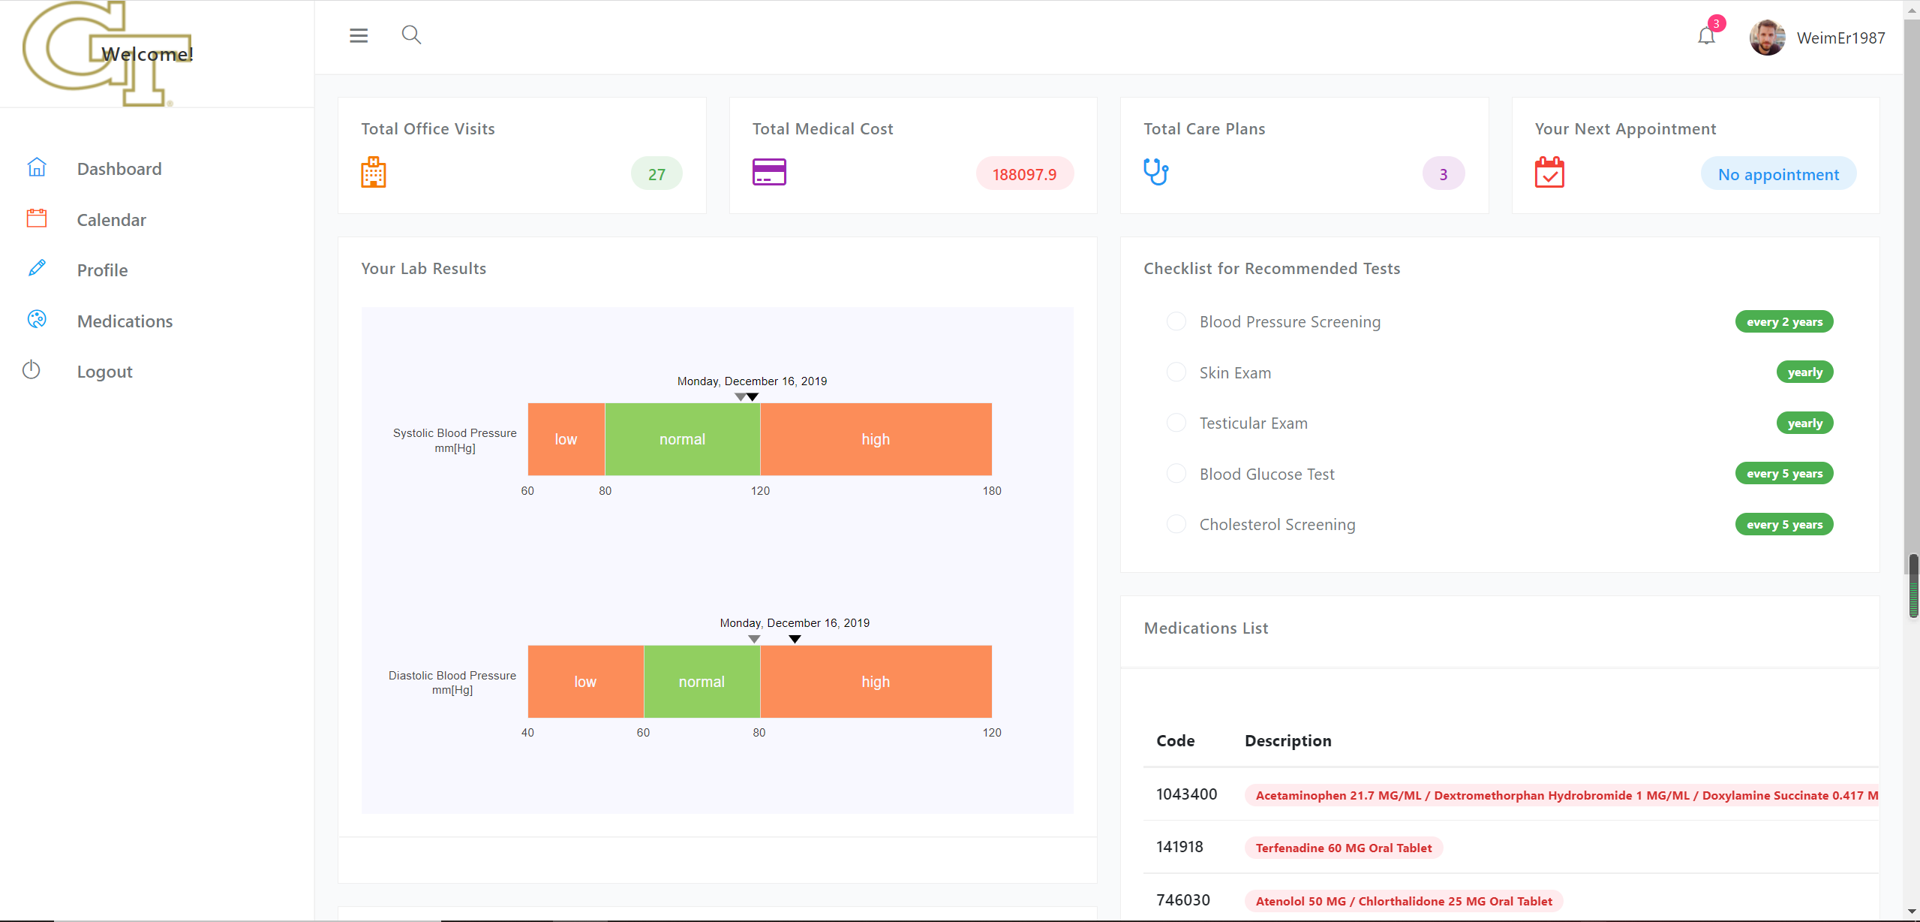 GT
Welcome!
3
WeimEr1987
Dashboard
Calendar
Profile
Medications
Logout
Total Office Visits
27
Total Medical Cost
188097.9
Total Care Plans
3
Your Next Appointment
No appointment
Your Lab Results
Monday, December 16, 2019
Systolic Blood Pressure
mm[Hg]
low normal high
60 80 120 180
Monday, December 16, 2019
Diastolic Blood Pressure
mm[Hg]
low normal high
40 60 80 120
Checklist for Recommended Tests
Blood Pressure Screening every 2 years
Skin Exam yearly
Testicular Exam yearly
Blood Glucose Test every 5 years
Cholesterol Screening every 5 years
Medications List
Code Description
1043400 Acetaminophen 21.7 MG/ML / Dextromethorphan Hydrobromide 1 MG/ML / Doxylamine Succinate 0.417 M
141918 Terfenadine 60 MG Oral Tablet
746030 Atenolol 50 MG / Chlorthalidone 25 MG Oral Tablet